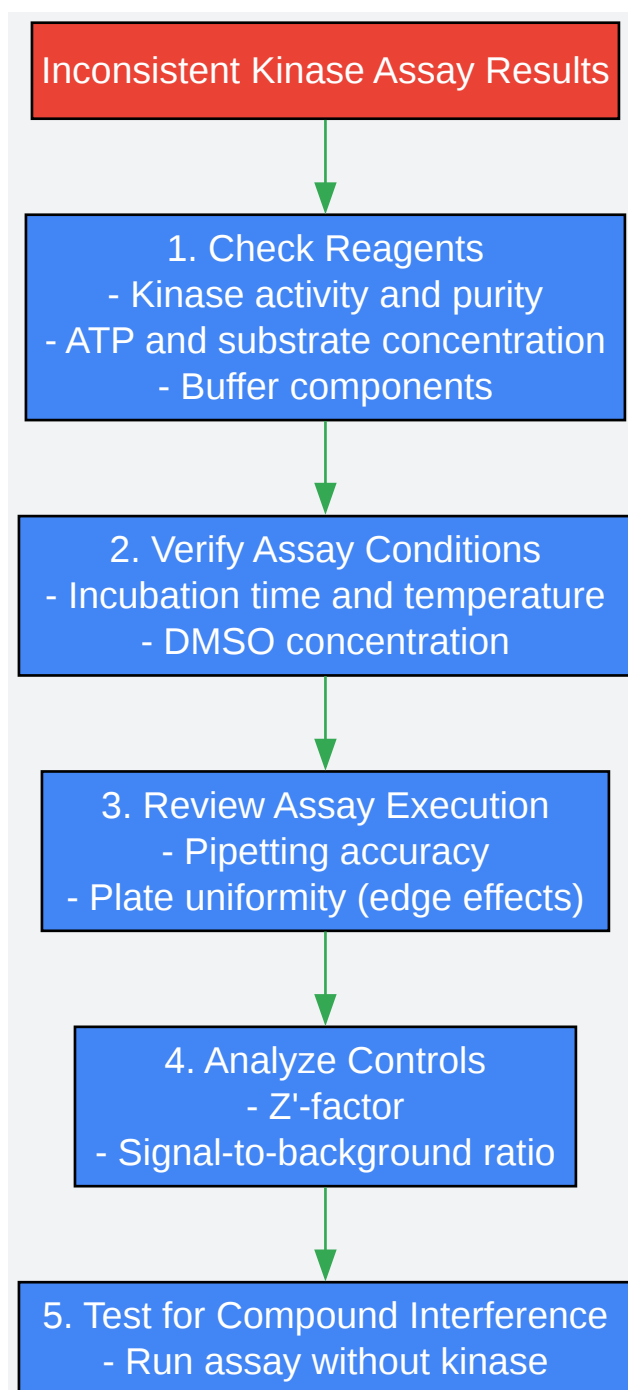 Inconsistent Kinase Assay Results
1. Check Reagents
- Kinase activity and purity
- ATP and substrate concentration
- Buffer components
2. Verify Assay Conditions
- Incubation time and temperature
- DMSO concentration
3. Review Assay Execution
- Pipetting accuracy
- Plate uniformity (edge effects)
4. Analyze Controls
- Z'-factor
- Signal-to-background ratio
5. Test for Compound Interference
- Run assay without kinase